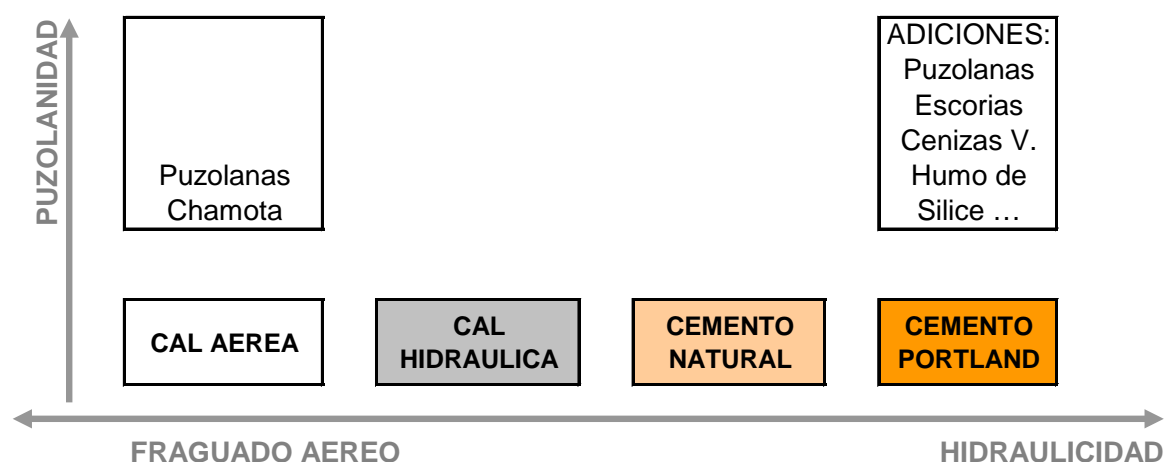 PUZOLANIDAD
Puzolanas
Chamota
ADICIONES:
Puzolanas
Escorias
Cenizas V.
Humo de
Silice …
CAL AEREA
CAL
HIDRAULICA
CEMENTO
NATURAL
CEMENTO
PORTLAND
FRAGUADO AEREO
HIDRAULICIDAD